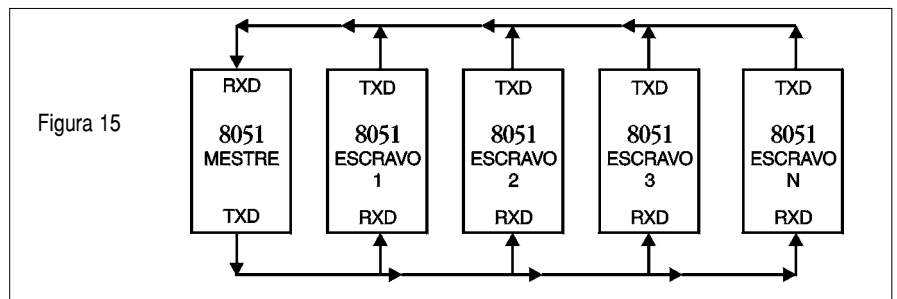 Figura 15
RXD
8051
MESTRE
TXD
TXD
8051
ESCRAVO
1
RXD
TXD
8051
ESCRAVO
2
RXD
TXD
8051
ESCRAVO
3
RXD
TXD
8051
ESCRAVO
N
RXD